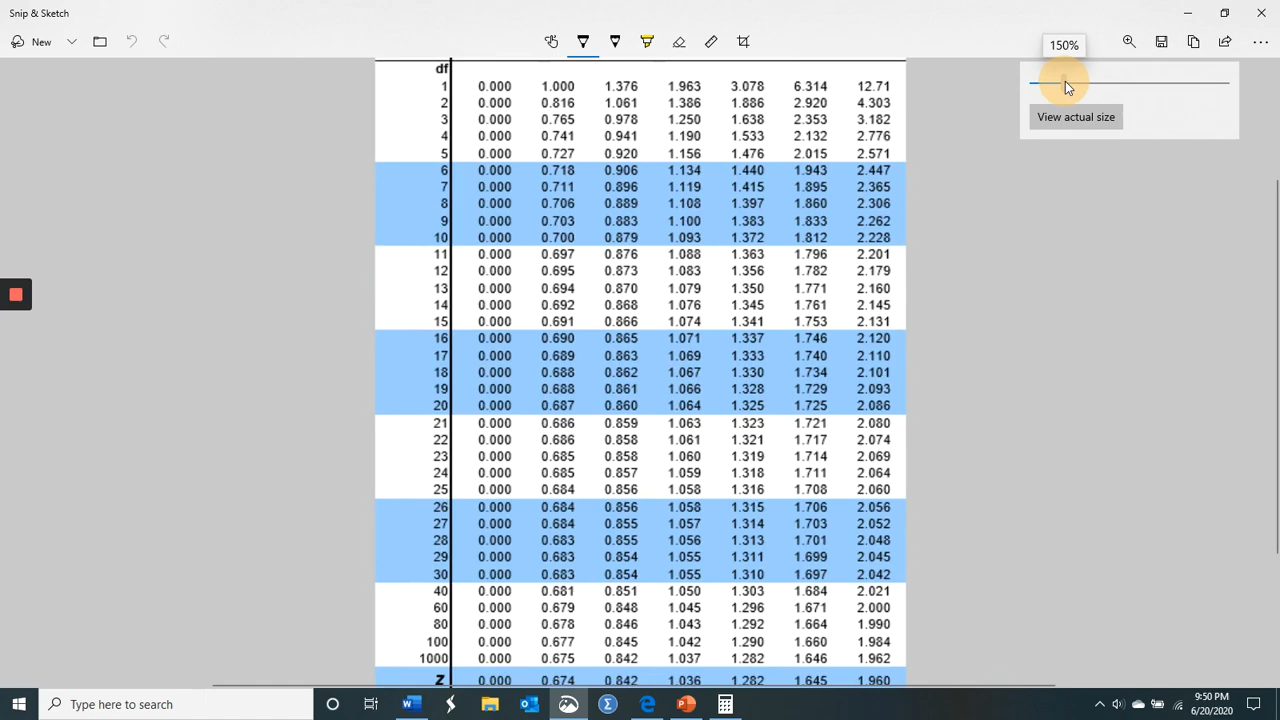 Snip & Sketch
New
150%
View actual size
df
1 0.000 1.000 1.376 1.963 3.078 6.314 12.71
2 0.000 0.816 1.061 1.386 1.886 2.920 4.303
3 0.000 0.765 0.978 1.250 1.638 2.353 3.182
4 0.000 0.741 0.941 1.190 1.533 2.132 2.776
5 0.000 0.727 0.920 1.156 1.476 2.015 2.571
6 0.000 0.718 0.906 1.134 1.440 1.943 2.447
7 0.000 0.711 0.896 1.119 1.415 1.895 2.365
8 0.000 0.706 0.889 1.108 1.397 1.860 2.306
9 0.000 0.703 0.883 1.100 1.383 1.833 2.262
10 0.000 0.700 0.879 1.093 1.372 1.812 2.228
11 0.000 0.697 0.876 1.088 1.363 1.796 2.201
12 0.000 0.695 0.873 1.083 1.356 1.782 2.179
13 0.000 0.694 0.870 1.079 1.350 1.771 2.160
14 0.000 0.692 0.868 1.076 1.345 1.761 2.145
15 0.000 0.691 0.866 1.074 1.341 1.753 2.131
16 0.000 0.690 0.865 1.071 1.337 1.746 2.120
17 0.000 0.689 0.863 1.069 1.333 1.740 2.110
18 0.000 0.688 0.862 1.067 1.330 1.734 2.101
19 0.000 0.688 0.861 1.066 1.328 1.729 2.093
20 0.000 0.687 0.860 1.064 1.325 1.725 2.086
21 0.000 0.686 0.859 1.063 1.323 1.721 2.080
22 0.000 0.686 0.858 1.061 1.321 1.717 2.074
23 0.000 0.685 0.858 1.060 1.319 1.714 2.069
24 0.000 0.685 0.857 1.059 1.318 1.711 2.064
25 0.000 0.684 0.856 1.058 1.316 1.708 2.060
26 0.000 0.684 0.856 1.058 1.315 1.706 2.056
27 0.000 0.684 0.855 1.057 1.314 1.703 2.052
28 0.000 0.683 0.855 1.056 1.313 1.701 2.048
29 0.000 0.683 0.854 1.055 1.311 1.699 2.045
30 0.000 0.683 0.854 1.055 1.310 1.697 2.042
40 0.000 0.681 0.851 1.050 1.303 1.684 2.021
60 0.000 0.679 0.848 1.045 1.296 1.671 2.000
80 0.000 0.678 0.846 1.043 1.292 1.664 1.990
100 0.000 0.677 0.845 1.042 1.290 1.660 1.984
1000 0.000 0.675 0.842 1.037 1.282 1.646 1.962
z 0.000 0.674 0.842 1.036 1.282 1.645 1.960
Type here to search
9:50 PM
6/20/2020